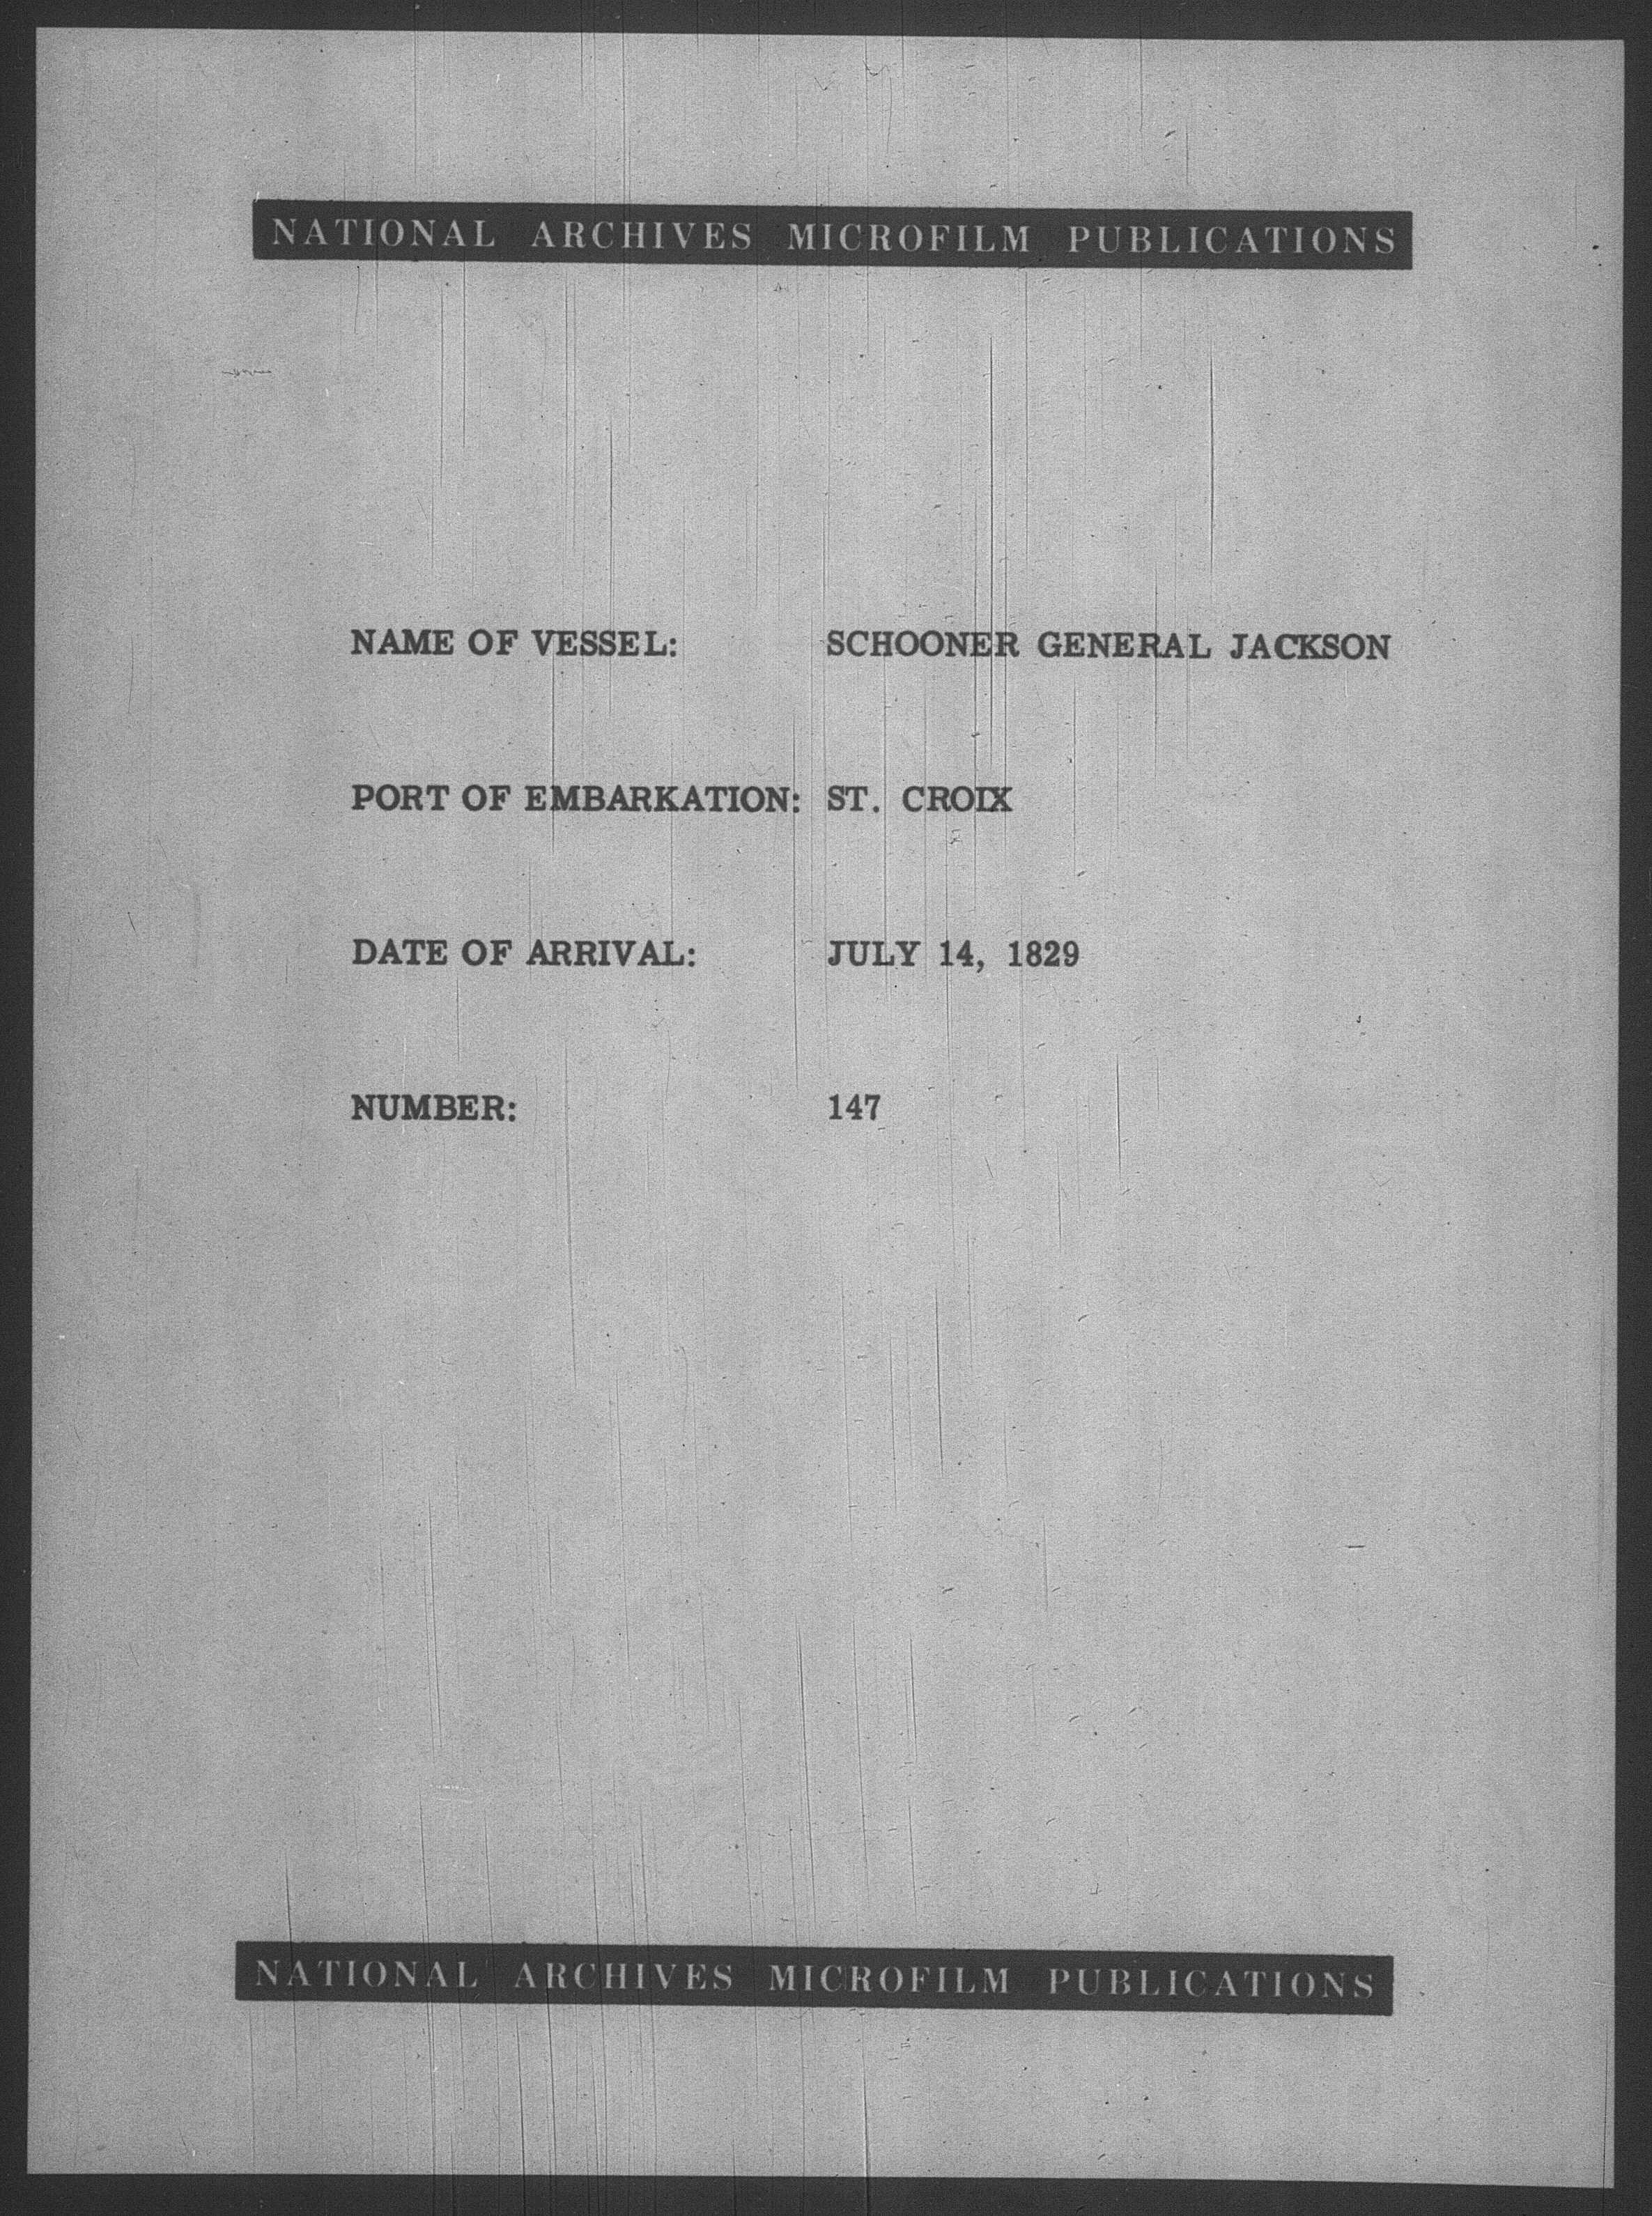 NATIONAL ARCHIVES MICROFILM PUBLICATIONS
NAME OF VESSEL: SCHOONER GENERAL JACKSON
PORT OF EMBARKATION: ST. CROIX
DATE OF ARRIVAL: JULY 14, 1829
NUMBER: 147
NATIONAL ARCHIVES MICROFILM PUBLICATIONS